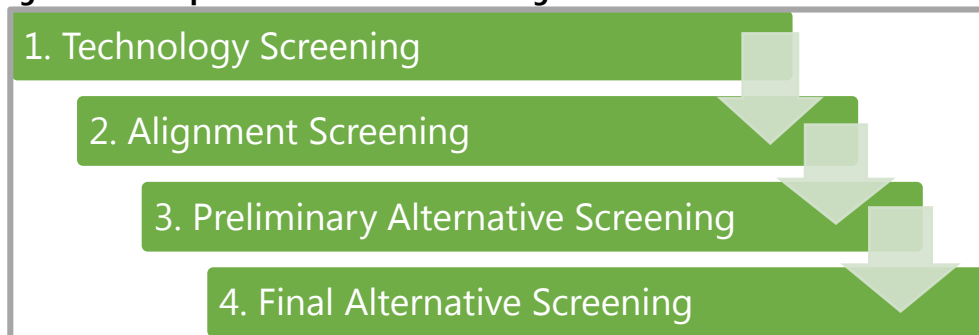 1. Technology Screening
2. Alignment Screening
3. Preliminary Alternative Screening
4. Final Alternative Screening